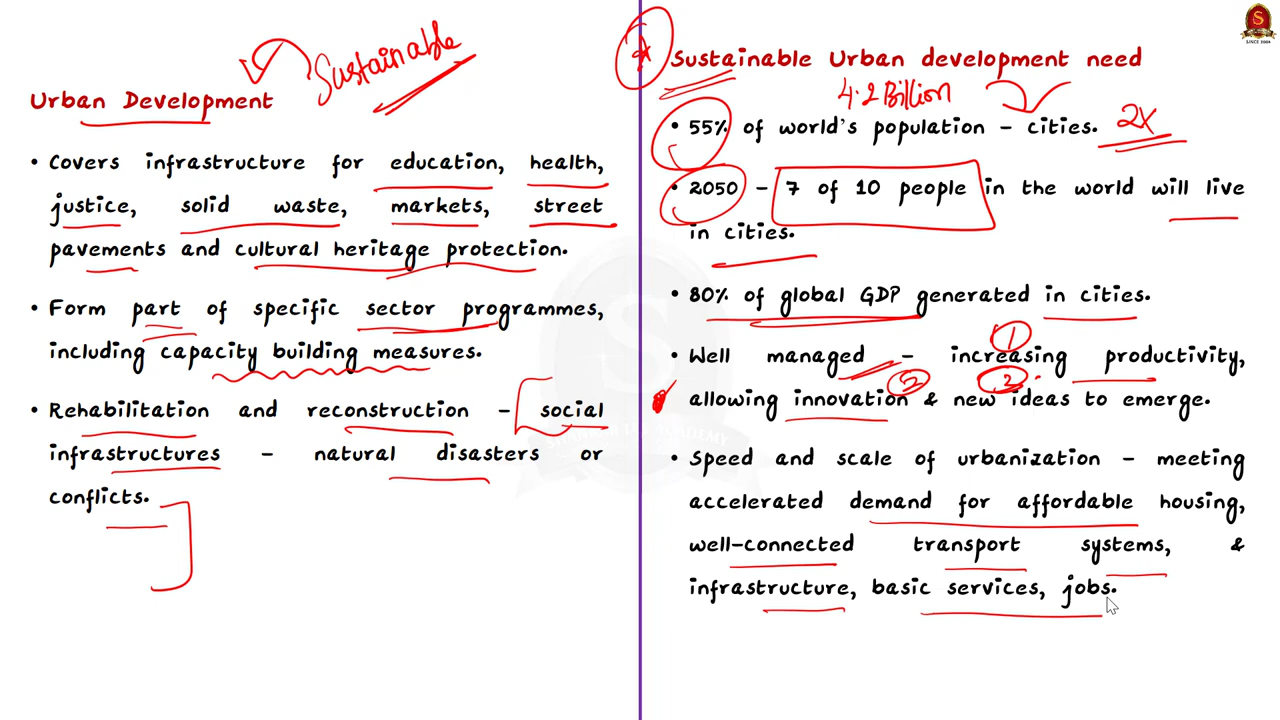 Sustainable
Urban Development
• Covers infrastructure for education, health,
justice, solid waste, markets, street
pavements and cultural heritage protection.
• Form part of specific sector programmes,
including capacity building measures.
• Rehabilitation and reconstruction - social
infrastructures - natural disasters or
conflicts.
Sustainable Urban development need
4.2 Billion
• 55% of world's population - cities. 2x
• 2050 - 7 of 10 people in the world will live
in cities.
• 80% of global GDP generated in cities.
1
• Well managed - increasing productivity,
2 2
allowing innovation & new ideas to emerge.
• Speed and scale of urbanization - meeting
accelerated demand for affordable housing,
well-connected transport systems, &
infrastructure, basic services, jobs.
S
SINCE 2004